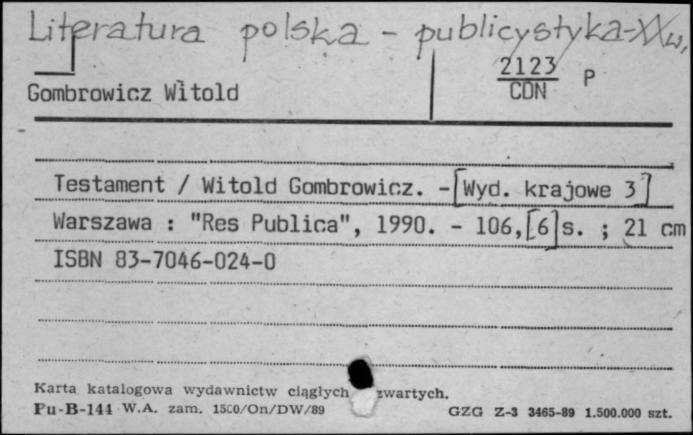 Literatura polska - publicystyka-XXw,
2123 P
CDN
Gombrowicz Witold
Testament / Witold Gombrowicz. -[Wyd. krajowe 3]
Warszawa : "Res Publica", 1990. - 106,[6]s. ; 21 cm
ISBN 83-7046-024-0
Karta katalogowa wydawnictw ciągłych zwartych.
Pu-B-144 W.A. zam. 1500/On/DW/89 GZG Z-3 3465-89 1.500.000 szt.